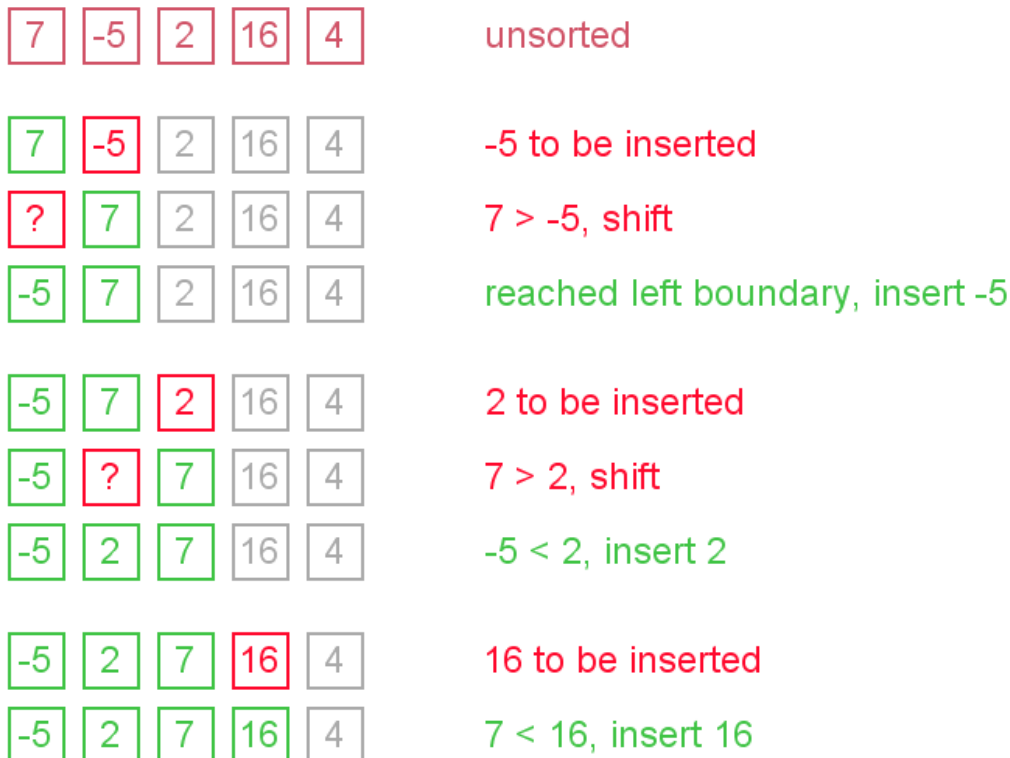 7 -5 2 16 4 unsorted
7 -5 2 16 4 -5 to be inserted
? 7 2 16 4 7 > -5, shift
-5 7 2 16 4 reached left boundary, insert -5
-5 7 2 16 4 2 to be inserted
-5 ? 7 16 4 7 > 2, shift
-5 2 7 16 4 -5 < 2, insert 2
-5 2 7 16 4 16 to be inserted
-5 2 7 16 4 7 < 16, insert 16